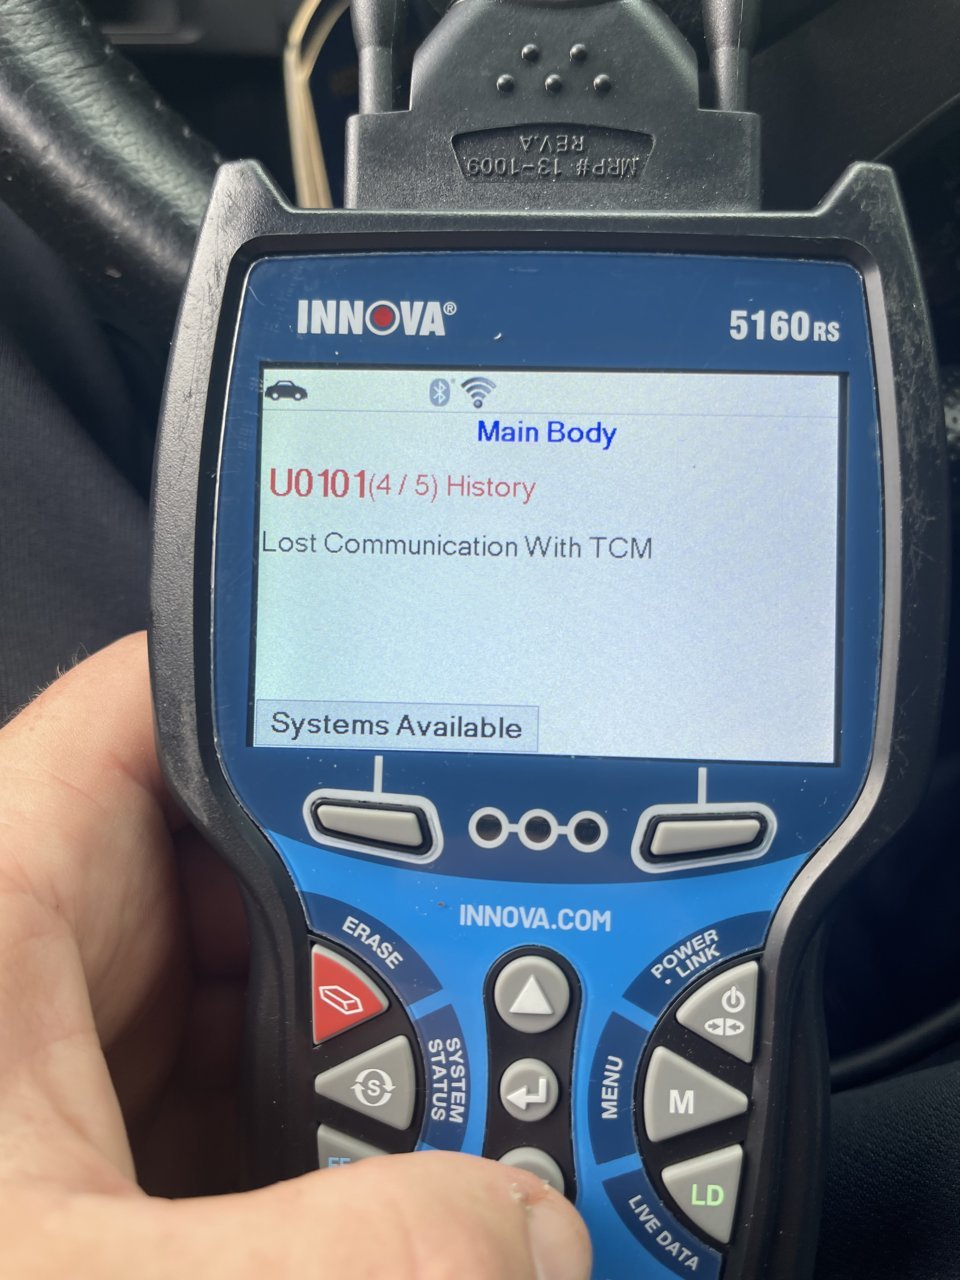 MRP# 13-1009
REV.A
INNOVA®
5160RS
Main Body
U0101(4 / 5) History
Lost Communication With TCM
Systems Available
INNOVA.COM
ERASE
POWER
LINK
S
SYSTEM
STATUS
MENU
M
LD
LIVE DATA